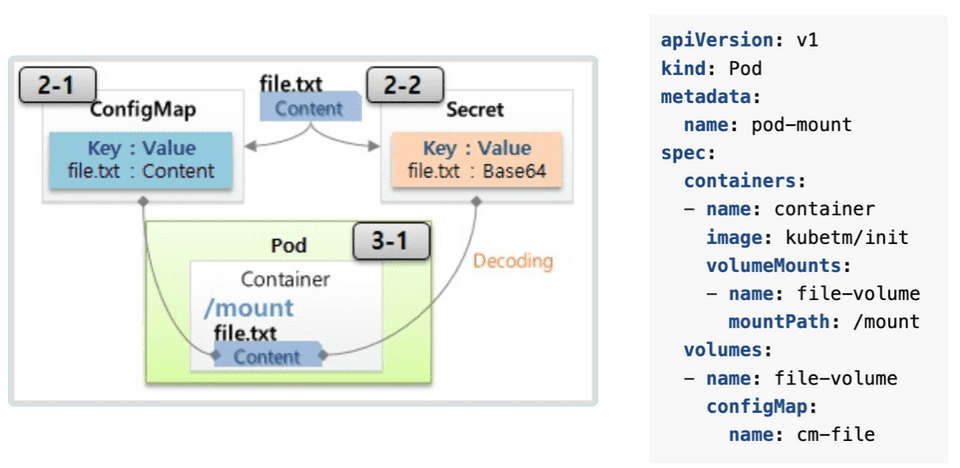 2-1
file.txt
Content
2-2
ConfigMap
Key : Value
file.txt : Content
Secret
Key : Value
file.txt : Base64
Pod
3-1
Container
/mount
file.txt
Content
Decoding
apiVersion: v1
kind: Pod
metadata:
  name: pod-mount
spec:
  containers:
  - name: container
    image: kubetm/init
    volumeMounts:
    - name: file-volume
      mountPath: /mount
  volumes:
  - name: file-volume
    configMap:
      name: cm-file